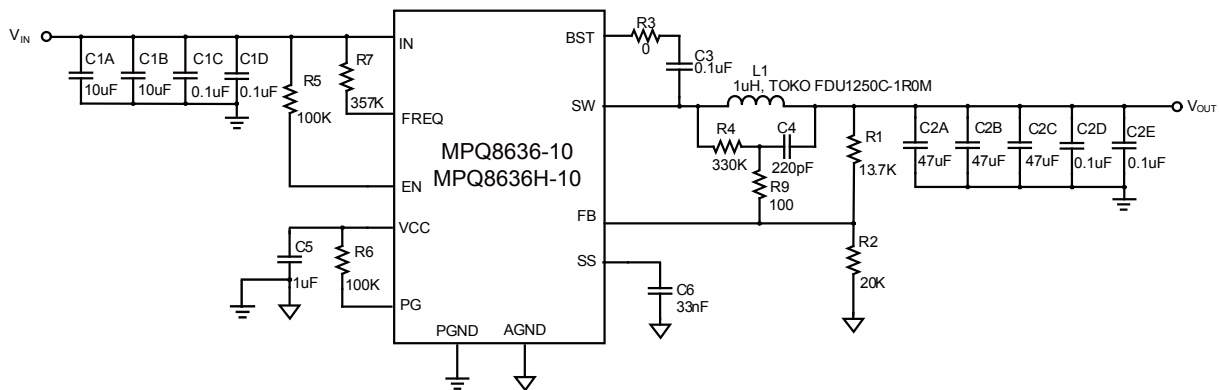 VIN
C1A
10uF
C1B
10uF
C1C
0.1uF
C1D
0.1uF
R5
100K
R7
357K
IN
FREQ
EN
VCC
PG
PGND
AGND
MPQ8636-10
MPQ8636H-10
BST
SW
FB
SS
C5
1uF
R6
100K
R3
0
C3
0.1uF
L1
1uH, TOKO FDU1250C-1R0M
R4
330K
C4
220pF
R9
100
R1
13.7K
R2
20K
C6
33nF
C2A
47uF
C2B
47uF
C2C
47uF
C2D
0.1uF
C2E
0.1uF
VOUT